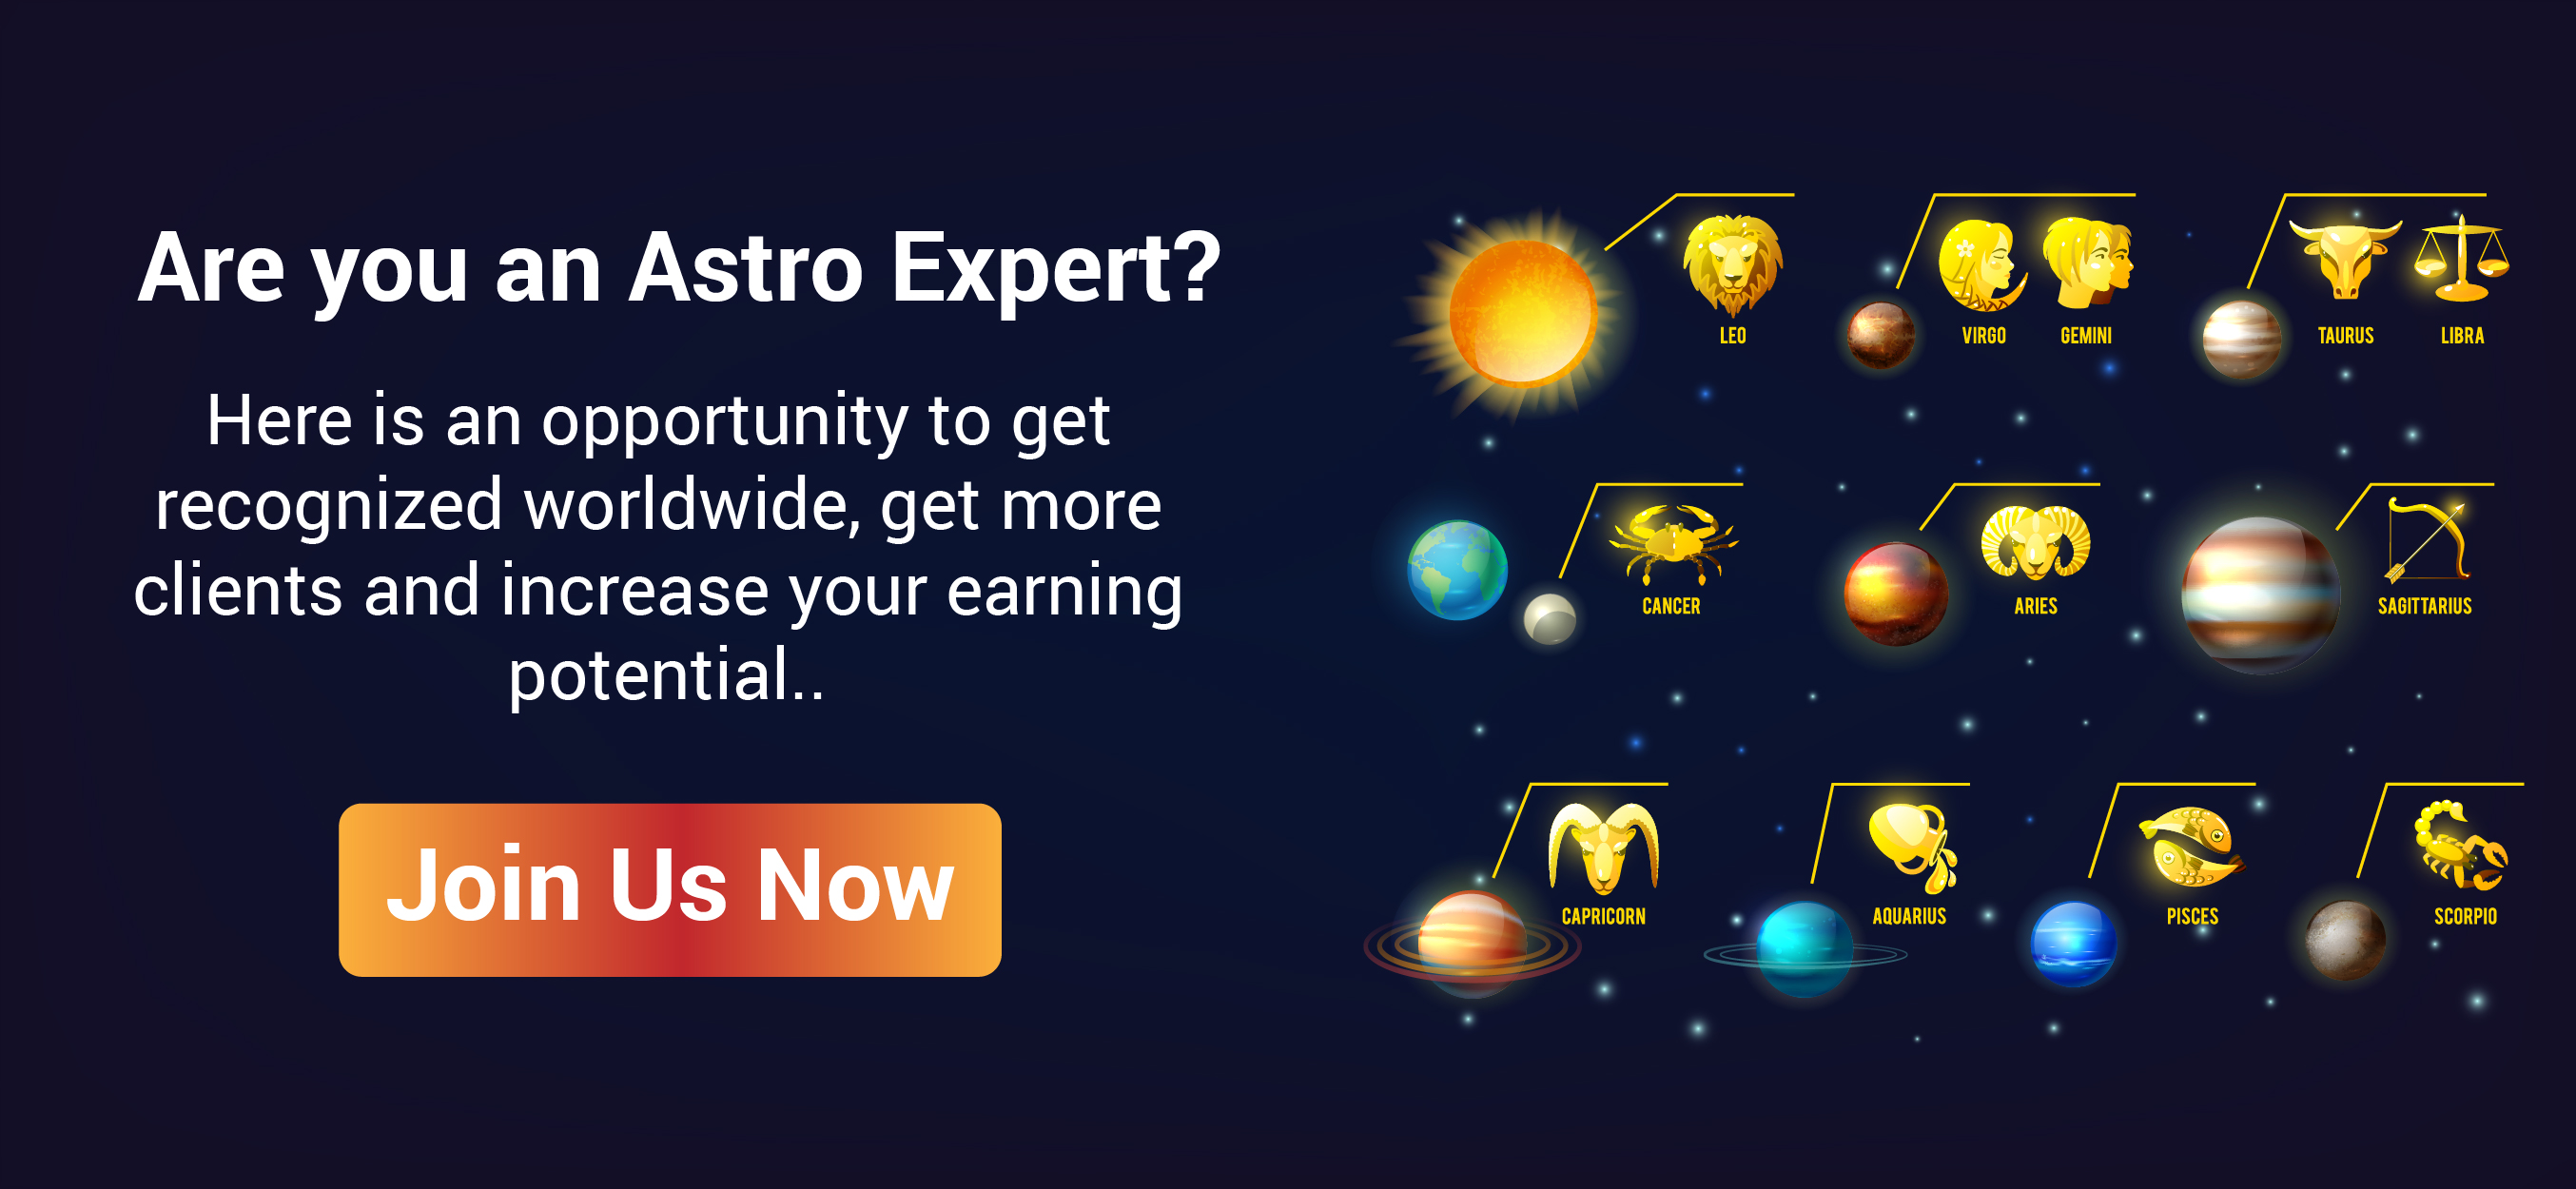 Are you an Astro Expert?
Here is an opportunity to get
recognized worldwide, get more
clients and increase your earning
potential..
Join Us Now
LEO
VIRGO
GEMINI
TAURUS
LIBRA
CANCER
ARIES
SAGITTARIUS
CAPRICORN
AQUARIUS
PISCES
SCORPIO